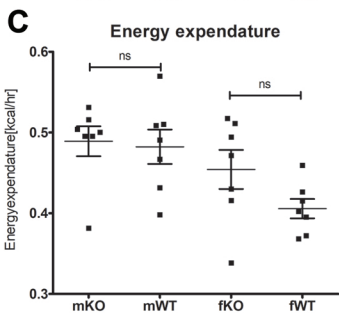 C
Energy expendature
Energyexpendature[kcal/hr]
0.6
0.5
0.4
0.3
ns
ns
mKO
mWT
fKO
fWT